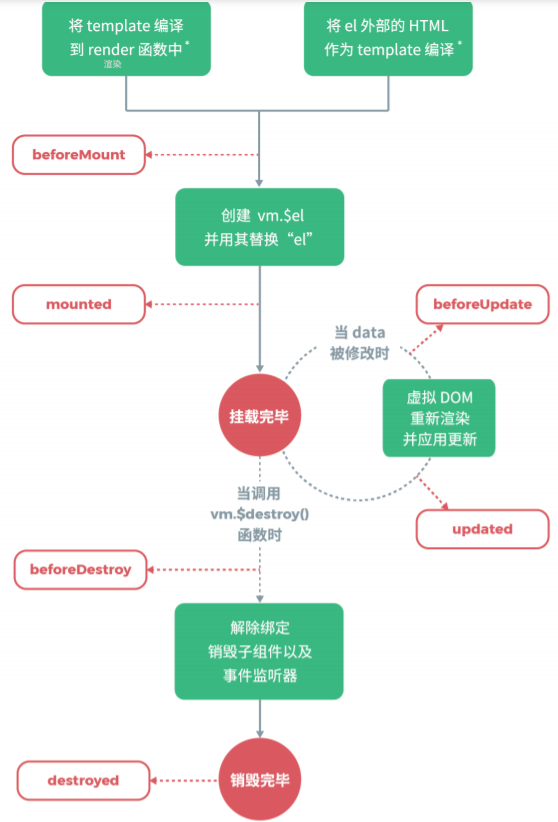 将 template 编译
到 render 函数中*
渲染
将 el 外部的 HTML
作为 template 编译*
beforeMount
创建 vm.$el
并用其替换“el”
mounted
beforeUpdate
当 data
被修改时
挂载完毕
虚拟 DOM
重新渲染
并应用更新
当调用
vm.$destroy()
函数时
updated
beforeDestroy
解除绑定
销毁子组件以及
事件监听器
destroyed
销毁完毕